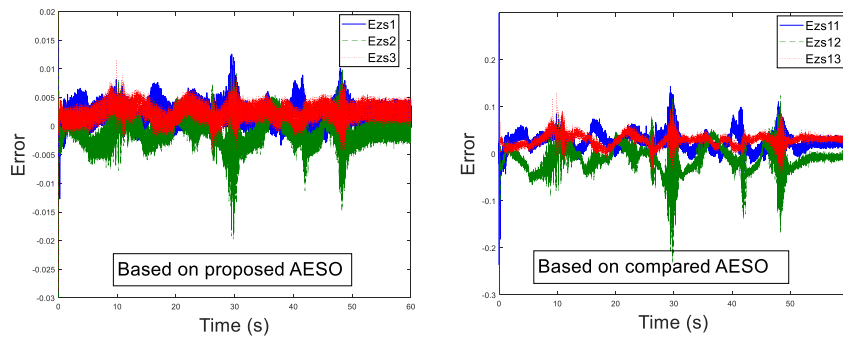 0.02
0.015
0.01
0.005
0
-0.005
-0.01
-0.015
-0.02
-0.025
-0.03
Error
Ezs1
Ezs2
Ezs3
Based on proposed AESO
0 10 20 30 40 50 60
Time (s)
0.2
0.1
0
-0.1
-0.2
-0.3
Error
Ezs11
Ezs12
Ezs13
Based on compared AESO
0 10 20 30 40 50
Time (s)